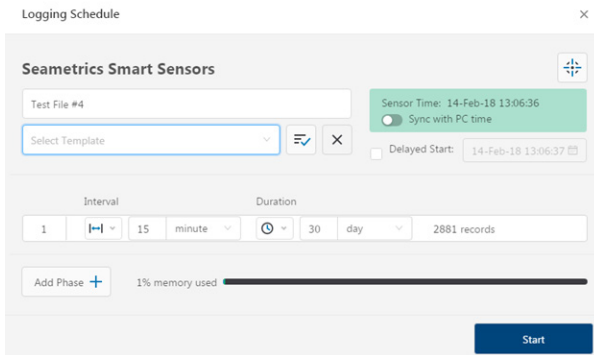 Logging Schedule
Seametrics Smart Sensors
Test File #4
Sensor Time: 14-Feb-18 13:06:36
Sync with PC time
Select Template
Delayed Start: 14-Feb-18 13:06:37
Interval Duration
1 15 minute 30 day 2881 records
Add Phase 1% memory used
Start